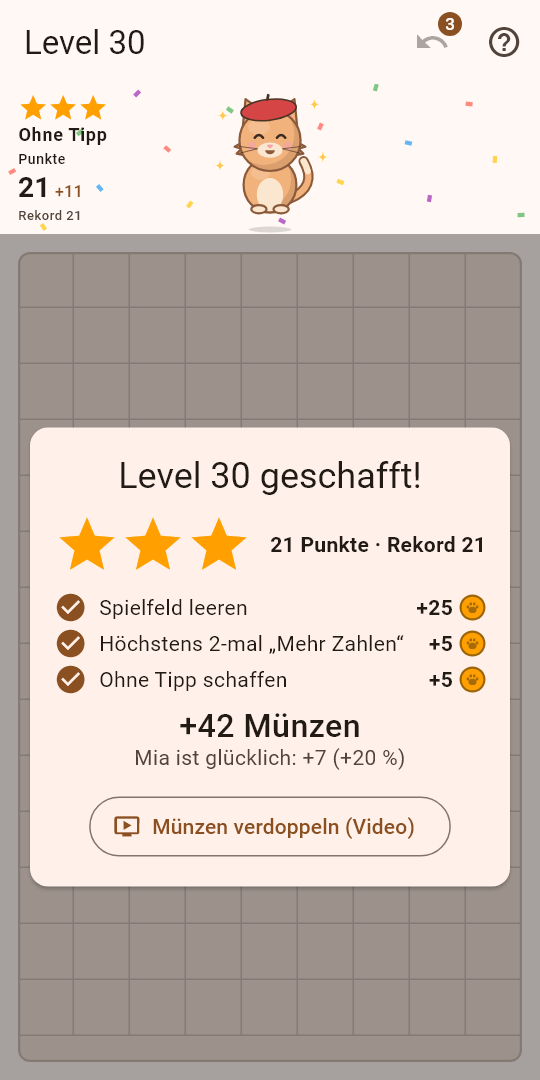 Level 30
3
Ohne Tipp
Punkte
21 +11
Rekord 21
Level 30 geschafft!
21 Punkte · Rekord 21
Spielfeld leeren +25
Höchstens 2-mal „Mehr Zahlen“ +5
Ohne Tipp schaffen +5
+42 Münzen
Mia ist glücklich: +7 (+20 %)
Münzen verdoppeln (Video)